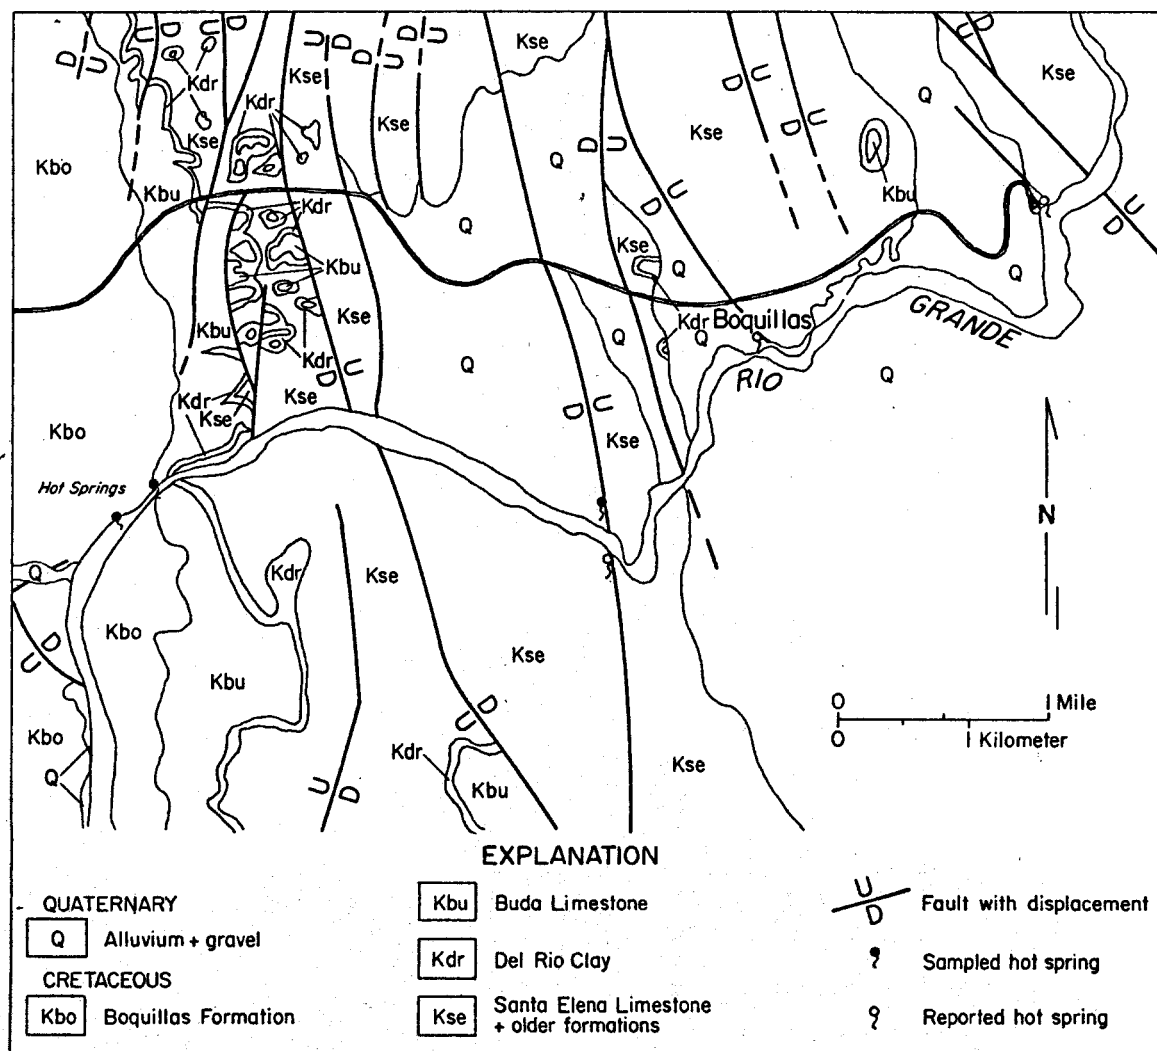 D U
U D
U D
U D
D U
Kse
U D
D U
Kdr
Kse
Kse
Kdr
Q
U D
U D
Kse
Kbo
Kbu
Kse
Kse
Q
D U
Kbu
Kdr
Q
U D
U D
Kse
Q
Q
Kbu
Kse
Kdr
Boquillas
GRANDE
Kbu
Kdr
Q
Q
Q
RIO
Q
U D
Kdr
Kse
Kse
U D
Kse
Kbo
Hot Springs
N
Q
Kdr
Kse
D U
Kbo
Kse
Kbu
Kbo
D U
Kdr
Kbu
Kse
Q
U D
0 1 Mile
0 1 Kilometer
EXPLANATION
QUATERNARY
Q Alluvium + gravel
CRETACEOUS
Kbo Boquillas Formation
Kbu Buda Limestone
Kdr Del Rio Clay
Kse Santa Elena Limestone
+ older formations
U
D Fault with displacement
Sampled hot spring
Reported hot spring